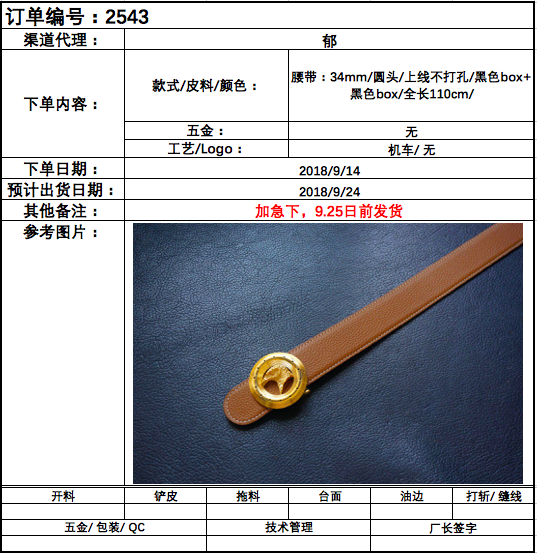 订单编号：2543
渠道代理： 郁
下单内容： 款式/皮料/颜色： 腰带：34mm/圆头/上线不打孔/黑色box+
黑色box/全长110cm/
五金： 无
工艺/Logo： 机车/ 无
下单日期： 2018/9/14
预计出货日期： 2018/9/24
其他备注： 加急下，9.25日前发货
参考图片：
开料 铲皮 拖料 台面 油边 打斩/ 缝线
五金/ 包装/ QC 技术管理 厂长签字